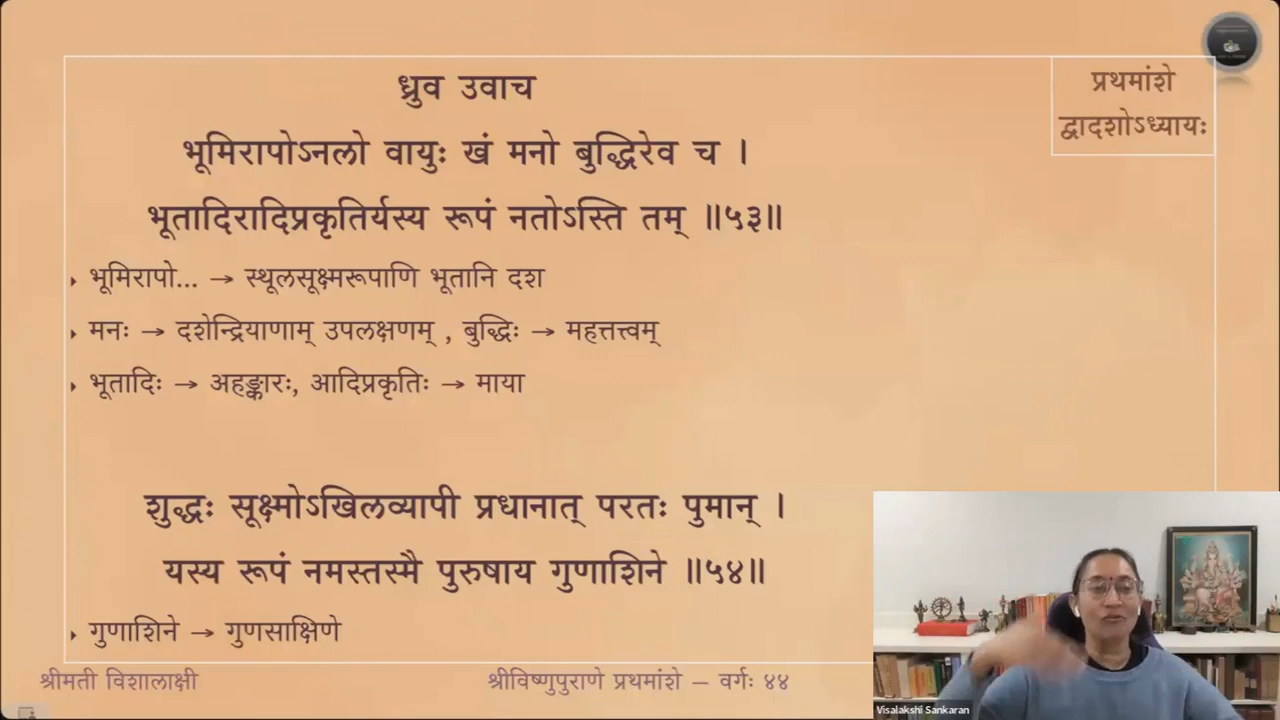 ध्रुव उवाच
प्रथमांशे
द्वादशोऽध्यायः
भूमिरापोऽनलो वायुः खं मनो बुद्धिरेव च ।
भूतादिरादिप्रकृतिर्यस्य रूपं नतोऽस्ति तम् ॥५३॥
भूमिरापो... → स्थूलसूक्ष्मरूपाणि भूतानि दश
मनः → दशेन्द्रियाणाम् उपलक्षणम् , बुद्धिः → महत्तत्त्वम्
भूतादिः → अहङ्कारः, आदिप्रकृतिः → माया
शुद्धः सूक्ष्मोऽखिलव्यापी प्रधानात् परतः पुमान् ।
यस्य रूपं नमस्तस्मै पुरुषाय गुणाशिने ॥५४॥
गुणाशिने → गुणसाक्षिणे
श्रीमती विशालाक्षी
श्रीविष्णुपुराणे प्रथमांशे – वर्गः ४४
Visalakshi Sankaran